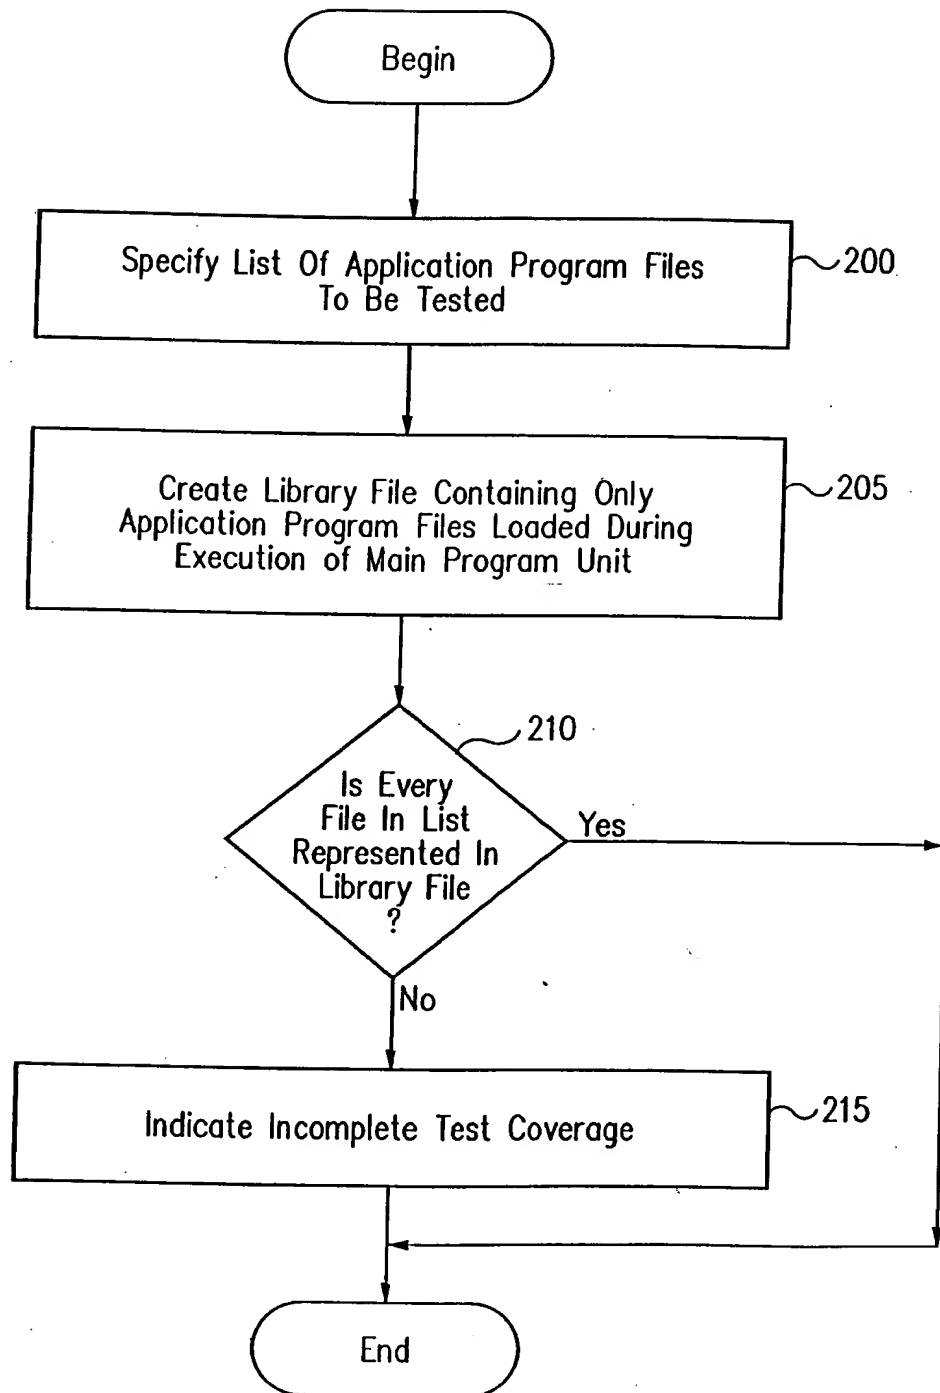 Begin
Specify List Of Application Program Files
To Be Tested
200
Create Library File Containing Only
Application Program Files Loaded During
Execution of Main Program Unit
205
210
Is Every
File In List
Represented In
Library File
?
Yes
No
Indicate Incomplete Test Coverage
215
End